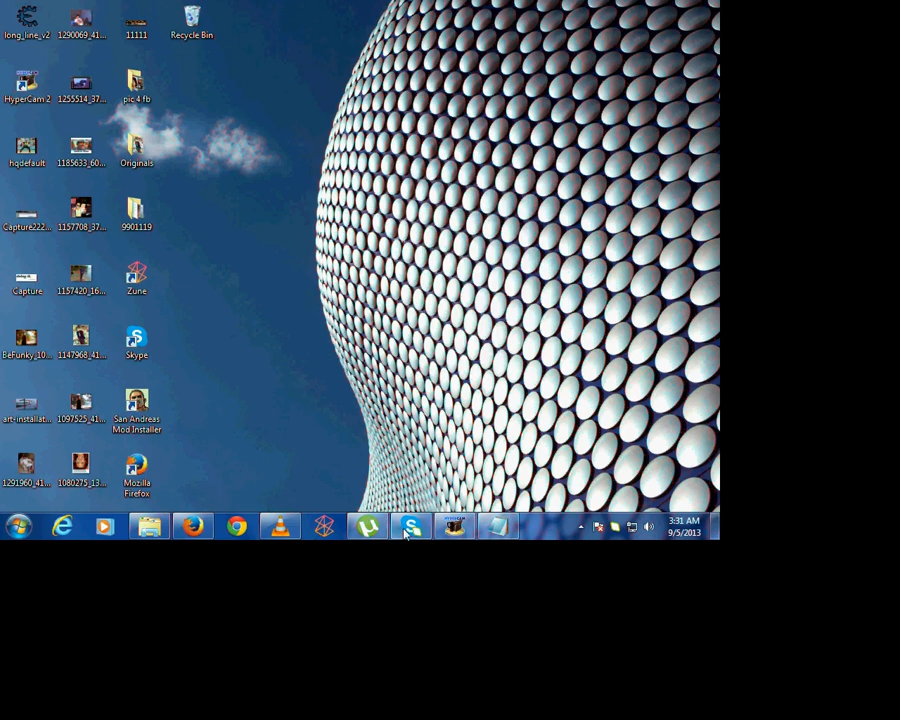 long_line_v2
1290069_41...
11111
Recycle Bin
HyperCam 2
1255514_37...
pic 4 fb
hqdefault
1185633_60...
Originals
Capture222...
1157708_37...
9901119
Capture
1157420_16...
Zune
BeFunky_10...
1147968_41...
Skype
art-installat...
1097525_41...
San Andreas
Mod Installer
1291960_41...
1080275_13...
Mozilla
Firefox
3:31 AM
9/5/2013